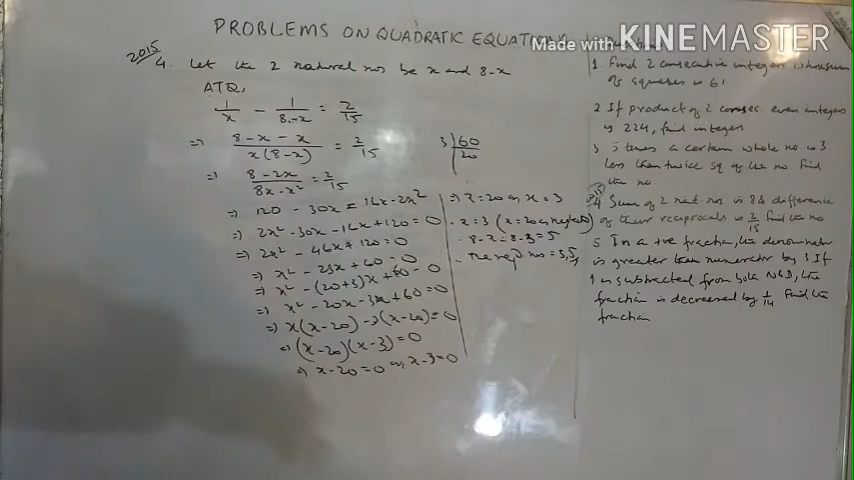 PROBLEMS ON QUADRATIC EQUATION
Made with KINEMASTER
2015
4. Let the 2 natural nos be x and 8-x
ATQ,
1/x - 1/8-x = 2/15
=> 8-x-x / x(8-x) = 2/15
3|60
20
=> 8-2x / 8x-x² = 2/15
=> 120 - 30x = 16x-2x²
=> 2x² -30x -16x+120=0
=> 2x² - 46x+120=0
=> x² - 23x+60=0
=> x² - (20+3)x+60=0
=> x² - 20x-3x+60=0
=> x(x-20) -3(x-20)=0
=> (x-20)(x-3)=0
=> x-20=0 or, x-3=0
=> x=20 or, x=3
x=3 (x=20 neglected)
8-x=8-3=5
The req no = 3,5
1 Find 2 consecutive integers whose sum
of squares is 61
2 If product of 2 consec even integers
is 224, find integers
3 5 times a certain whole no is 3
less than twice sq of the no Find
the no
4 Sum of 2 nat. nos is 8 & difference
of their reciprocals is 2/15 Find the no
5 In a +ve fraction, the denominator
is greater than numerator by 3. If
1 is subtracted from both N&D, the
fraction is decreased by 1/14 Find the
fraction